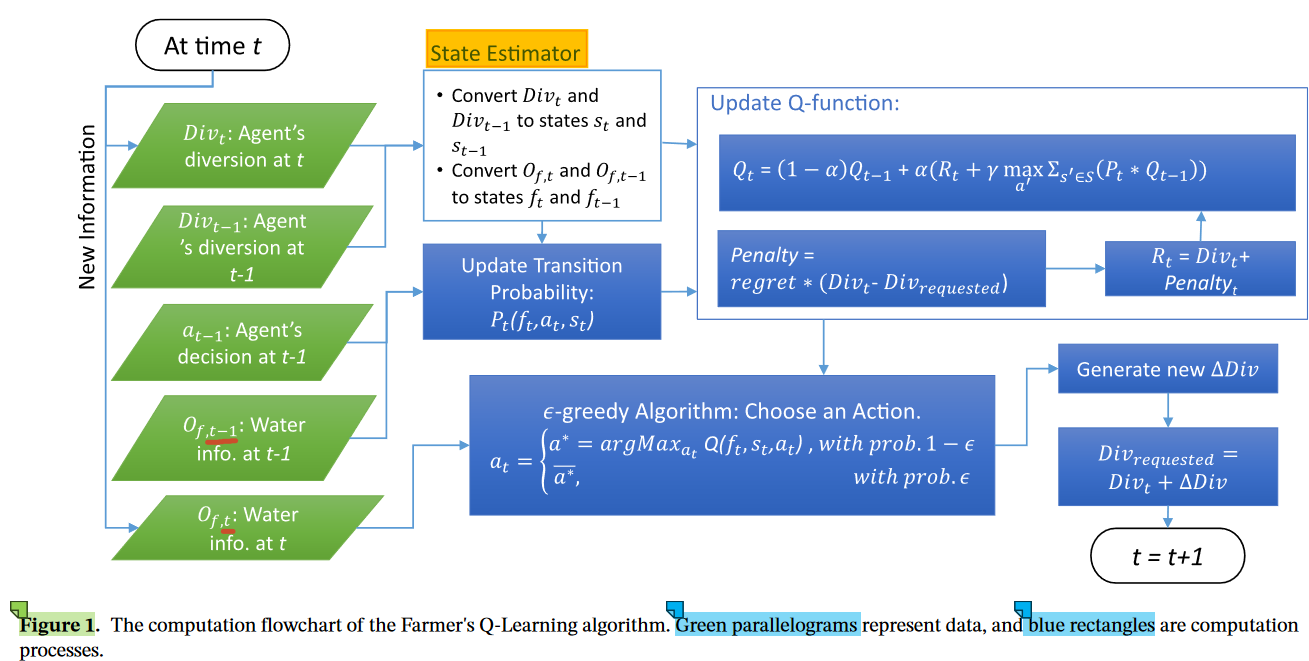 At time t
New Information
Div_t: Agent's
diversion at t
Div_{t−1}: Agent
's diversion at
t-1
a_{t−1}: Agent's
decision at t-1
O_{f,t−1}: Water
info. at t-1
O_{f,t}: Water
info. at t
State Estimator
• Convert Div_t and
Div_{t−1} to states s_t and
s_{t−1}
• Convert O_{f,t} and O_{f,t−1}
to states f_t and f_{t−1}
Update Transition
Probability:
P_t(f_t,a_t,s_t)
Update Q-function:
Q_t = (1 − α)Q_{t−1} + α(R_t + γ max_{a′} Σ_{s′∈S}(P_t * Q_{t−1}))
Penalty =
regret * (Div_t- Div_{requested})
R_t = Div_t+
Penalty_t
ϵ-greedy Algorithm: Choose an Action.
a_t = { a* = argMax_{a_t} Q(f_t,s_t,a_t) , with prob. 1 − ϵ
\overline{a*}, with prob. ϵ
Generate new ΔDiv
Div_{requested} =
Div_t + ΔDiv
t = t+1
Figure 1. The computation flowchart of the Farmer's Q-Learning algorithm. Green parallelograms represent data, and blue rectangles are computation
processes.